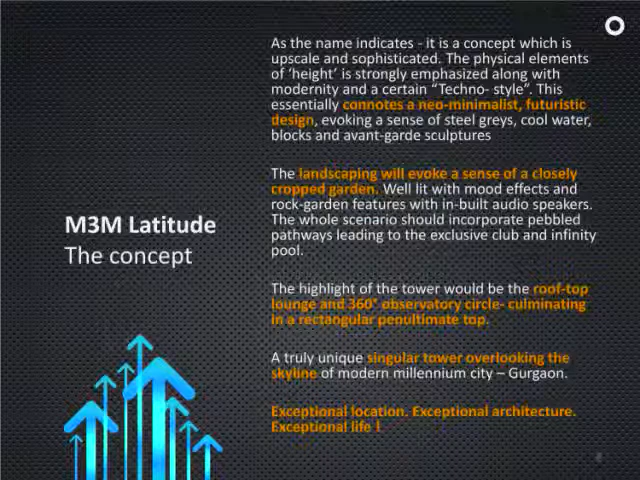 As the name indicates - it is a concept which is
upscale and sophisticated. The physical elements
of 'height' is strongly emphasized along with
modernity and a certain "Techno- style". This
essentially connotes a neo-minimalist, futuristic
design, evoking a sense of steel greys, cool water,
blocks and avant-garde sculptures
The landscaping will evoke a sense of a closely
cropped garden. Well lit with mood effects and
rock-garden features with in-built audio speakers.
The whole scenario should incorporate pebbled
pathways leading to the exclusive club and infinity
pool.
M3M Latitude
The concept
The highlight of the tower would be the roof-top
lounge and 360° observatory circle- culminating
in a rectangular penultimate top.
A truly unique singular tower overlooking the
skyline of modern millennium city – Gurgaon.
Exceptional location. Exceptional architecture.
Exceptional life !